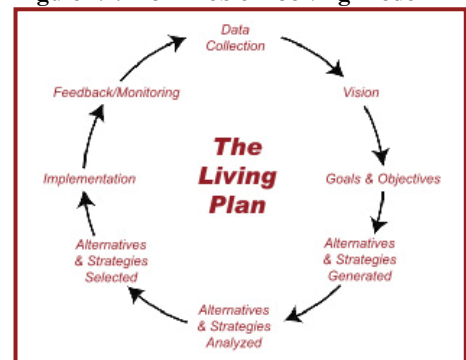 Data
Collection
Vision
Goals & Objectives
Alternatives
& Strategies
Generated
Alternatives
& Strategies
Analyzed
Alternatives
& Strategies
Selected
Implementation
Feedback/Monitoring
The
Living
Plan